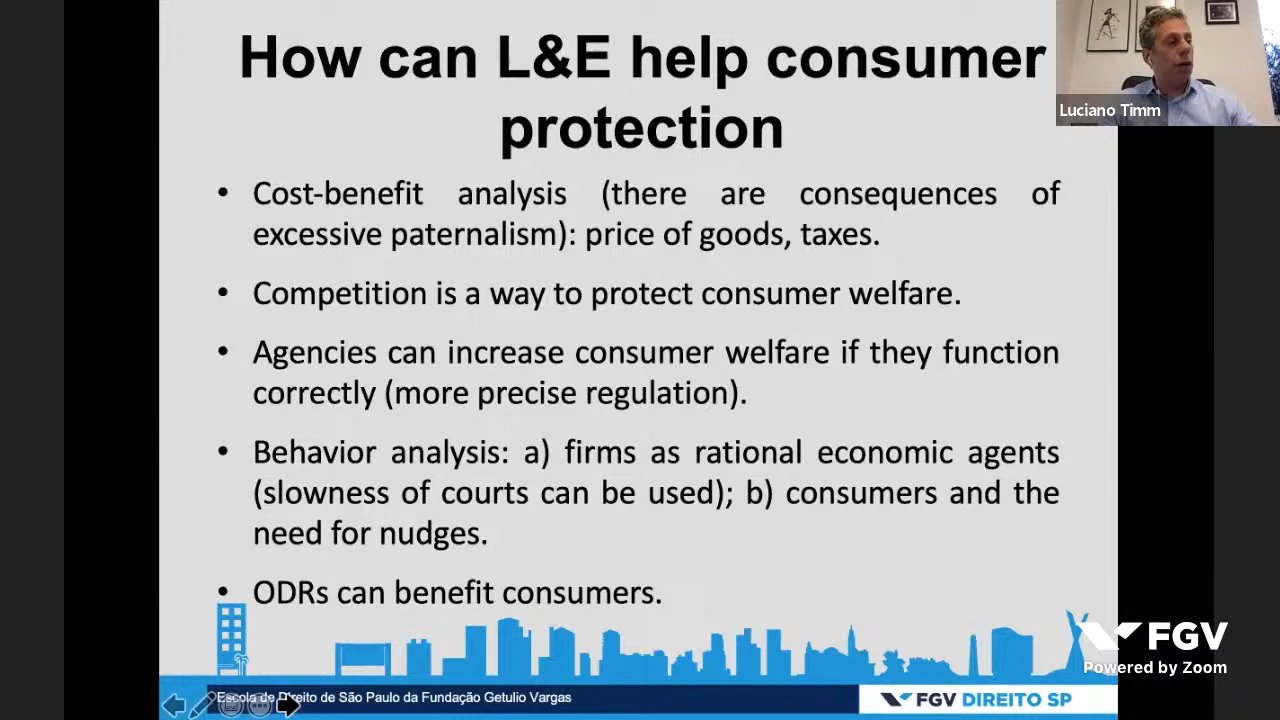 How can L&E help consumer
protection
Luciano Timm
• Cost-benefit analysis (there are consequences of
excessive paternalism): price of goods, taxes.
• Competition is a way to protect consumer welfare.
• Agencies can increase consumer welfare if they function
correctly (more precise regulation).
• Behavior analysis: a) firms as rational economic agents
(slowness of courts can be used); b) consumers and the
need for nudges.
• ODRs can benefit consumers.
FGV
Powered by Zoom
Escola de Direito de São Paulo da Fundação Getulio Vargas
FGV DIREITO SP